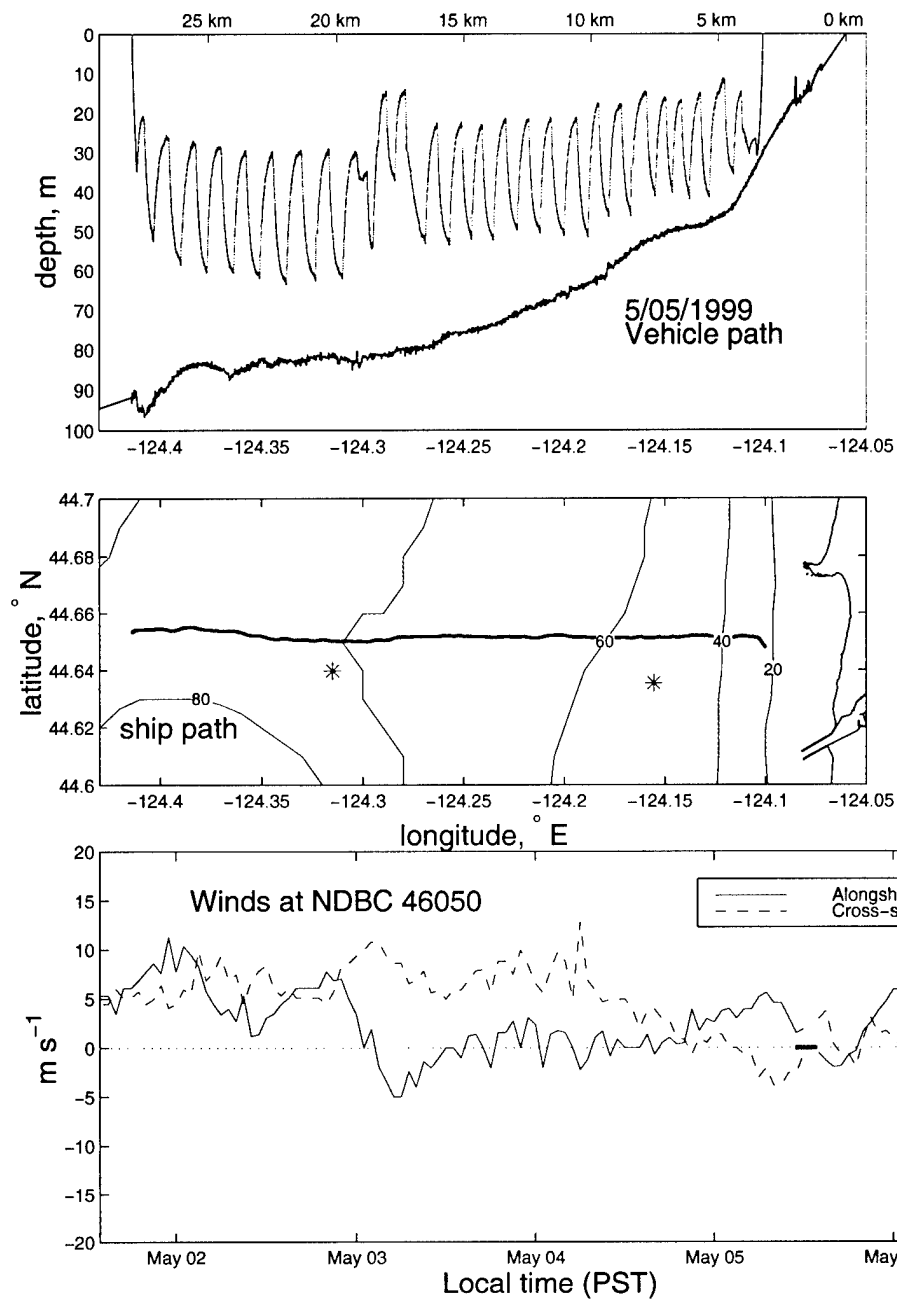 25 km 20 km 15 km 10 km 5 km 0 km
0
10
20
30
40
50
60
70
80
90
100
depth, m
5/05/1999
Vehicle path
−124.4 −124.35 −124.3 −124.25 −124.2 −124.15 −124.1 −124.05
44.7
44.68
44.66
44.64
44.62
44.6
latitude, ° N
60 40 20
80
ship path
−124.4 −124.35 −124.3 −124.25 −124.2 −124.15 −124.1 −124.05
longitude, ° E
20
15
10
5
0
−5
−10
−15
−20
m s⁻¹
Winds at NDBC 46050
Alongsh
Cross-s
May 02 May 03 May 04 May 05 May
Local time (PST)